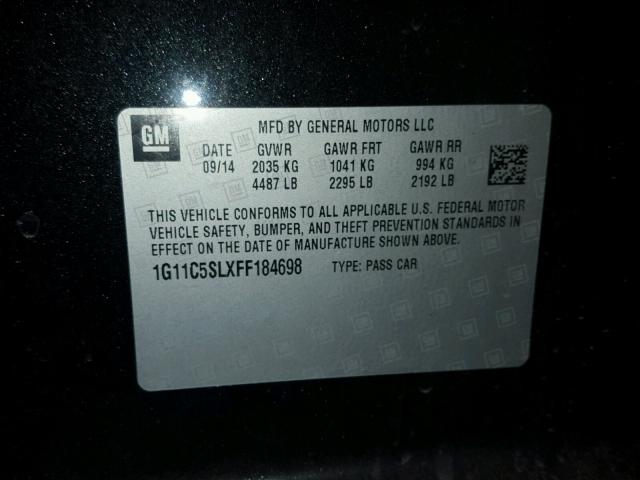 GM
MFD BY GENERAL MOTORS LLC
DATE GVWR GAWR FRT GAWR RR
09/14 2035 KG 1041 KG 994 KG
4487 LB 2295 LB 2192 LB
THIS VEHICLE CONFORMS TO ALL APPLICABLE U.S. FEDERAL MOTOR
VEHICLE SAFETY, BUMPER, AND THEFT PREVENTION STANDARDS IN
EFFECT ON THE DATE OF MANUFACTURE SHOWN ABOVE.
1G11C5SLXFF184698 TYPE: PASS CAR